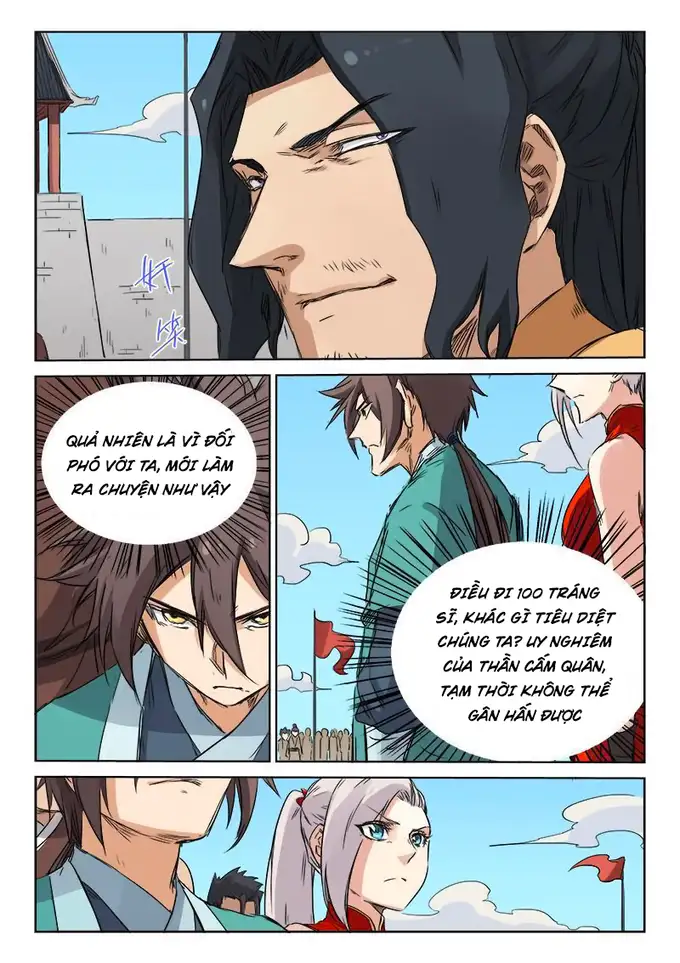 奸
笑
QUẢ NHIÊN LÀ VÌ ĐỐI
PHÓ VỚI TA, MỚI LÀM
RA CHUYỆN NHƯ VẬY
ĐIỀU ĐI 100 TRÁNG
SĨ, KHÁC GÌ TIÊU DIỆT
CHÚNG TA? UY NGHIÊM
CỦA THẦN CẤM QUÂN,
TẠM THỜI KHÔNG THỂ
GÂN HẤN ĐƯỢC